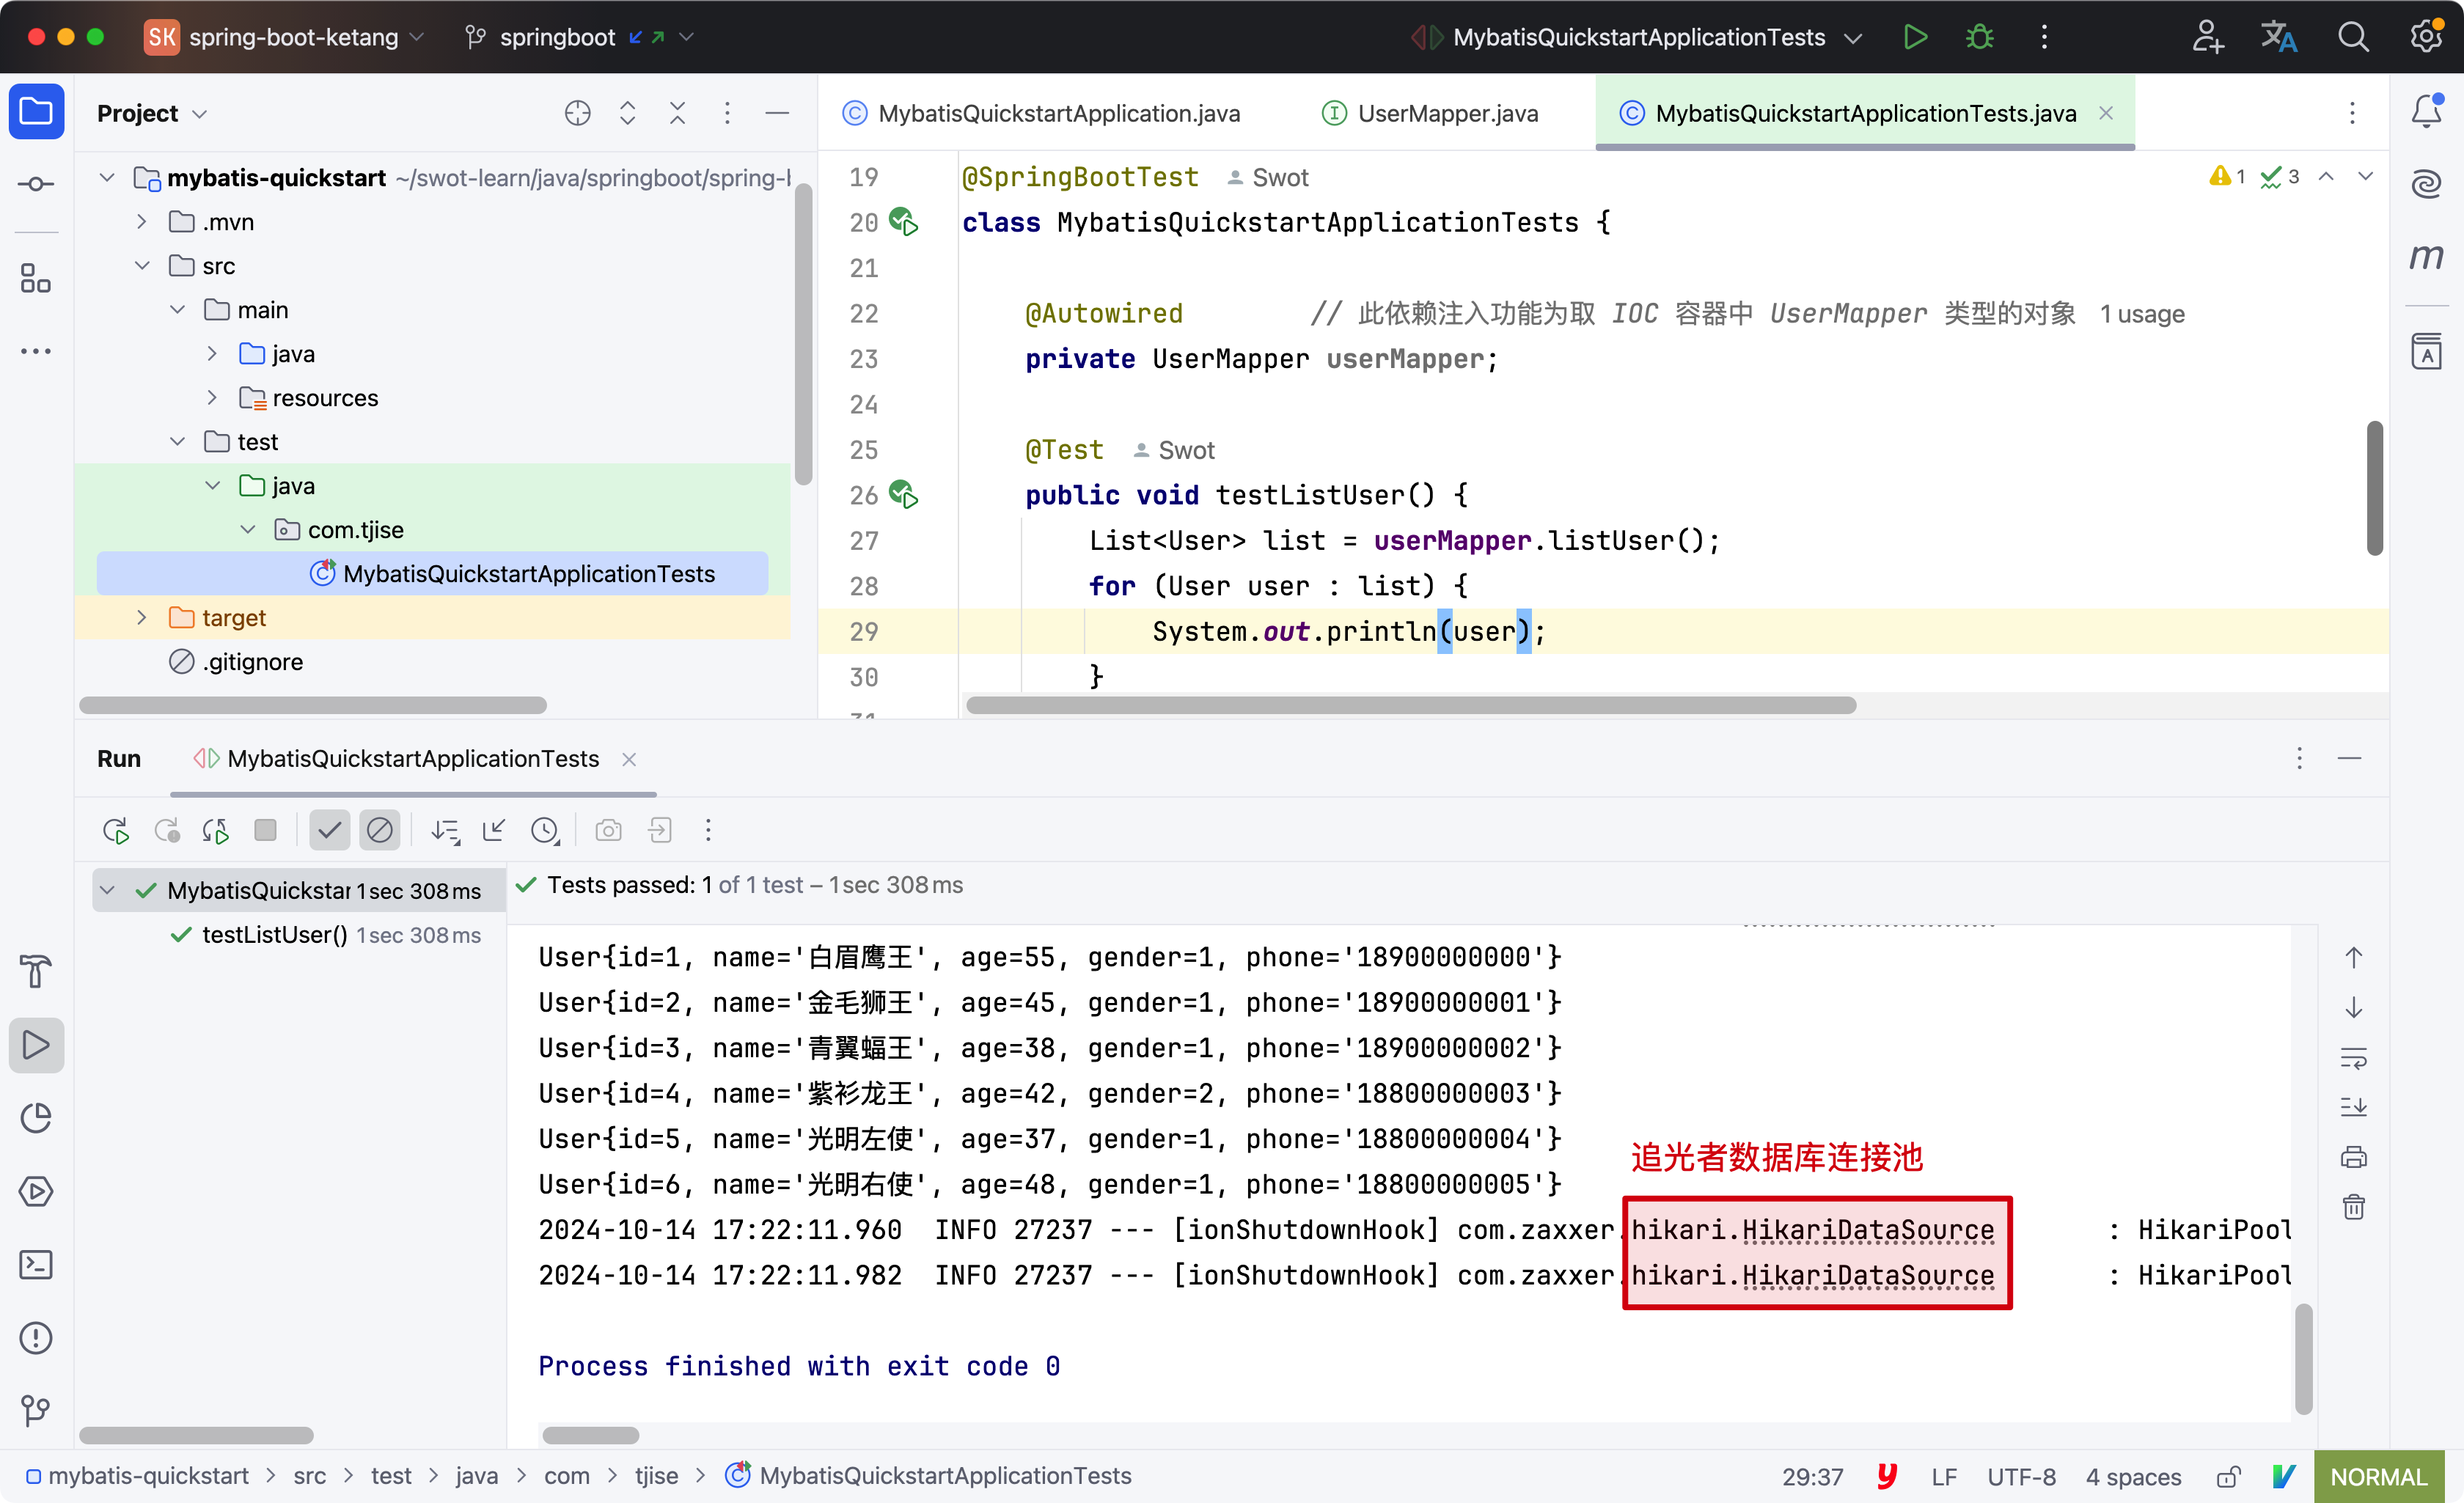 SK spring-boot-ketang springboot MybatisQuickstartApplicationTests
Project
mybatis-quickstart ~/swot-learn/java/springboot/spring-b
.mvn
src
main
java
resources
test
java
com.tjise
MybatisQuickstartApplicationTests
target
.gitignore
MybatisQuickstartApplication.java UserMapper.java MybatisQuickstartApplicationTests.java
19 @SpringBootTest Swot 1 3
20 class MybatisQuickstartApplicationTests {
21
22 @Autowired // 此依赖注入功能为取 IOC 容器中 UserMapper 类型的对象 1 usage
23 private UserMapper userMapper;
24
25 @Test Swot
26 public void testListUser() {
27 List<User> list = userMapper.listUser();
28 for (User user : list) {
29 System.out.println(user);
30 }
31
Run MybatisQuickstartApplicationTests
MybatisQuickstar 1 sec 308 ms
testListUser() 1 sec 308 ms
Tests passed: 1 of 1 test – 1 sec 308 ms
User{id=1, name='白眉鹰王', age=55, gender=1, phone='18900000000'}
User{id=2, name='金毛狮王', age=45, gender=1, phone='18900000001'}
User{id=3, name='青翼蝠王', age=38, gender=1, phone='18900000002'}
User{id=4, name='紫衫龙王', age=42, gender=2, phone='18800000003'}
User{id=5, name='光明左使', age=37, gender=1, phone='18800000004'}
追光者数据库连接池
User{id=6, name='光明右使', age=48, gender=1, phone='18800000005'}
2024-10-14 17:22:11.960 INFO 27237 --- [ionShutdownHook] com.zaxxer.hikari.HikariDataSource : HikariPool
2024-10-14 17:22:11.982 INFO 27237 --- [ionShutdownHook] com.zaxxer.hikari.HikariDataSource : HikariPool
Process finished with exit code 0
mybatis-quickstart > src > test > java > com > tjise > MybatisQuickstartApplicationTests 29:37 LF UTF-8 4 spaces NORMAL